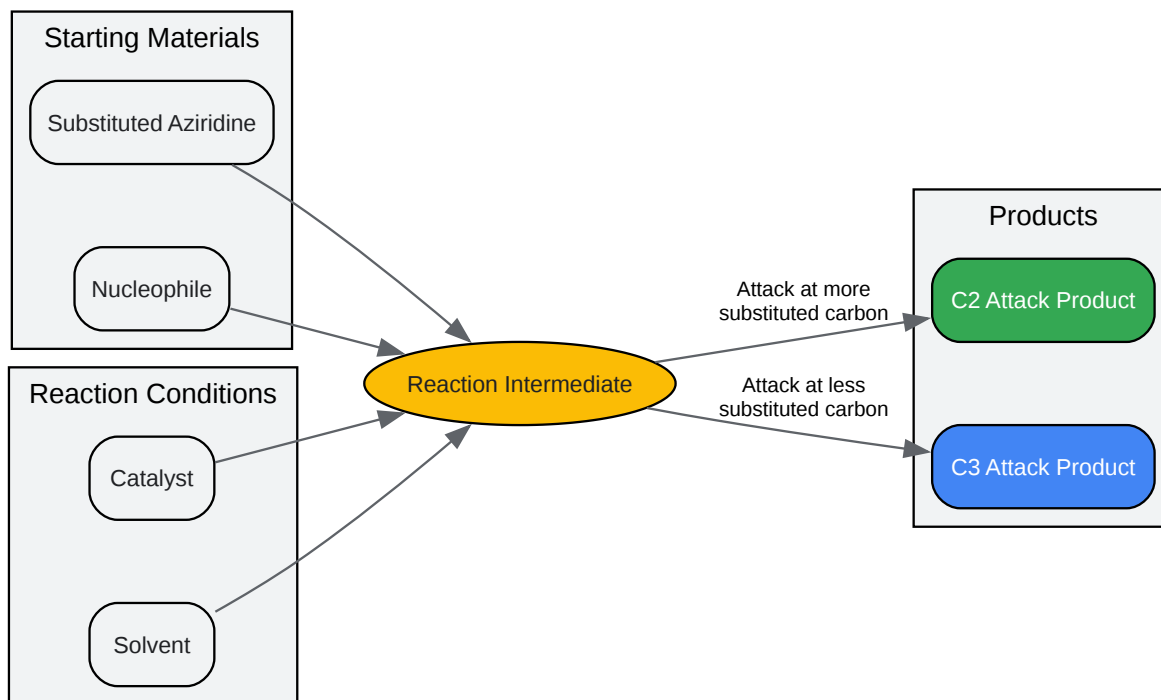 Starting Materials
Substituted Aziridine
Nucleophile
Reaction Conditions
Catalyst
Solvent
Reaction Intermediate
Attack at more
substituted carbon
Attack at less
substituted carbon
Products
C2 Attack Product
C3 Attack Product